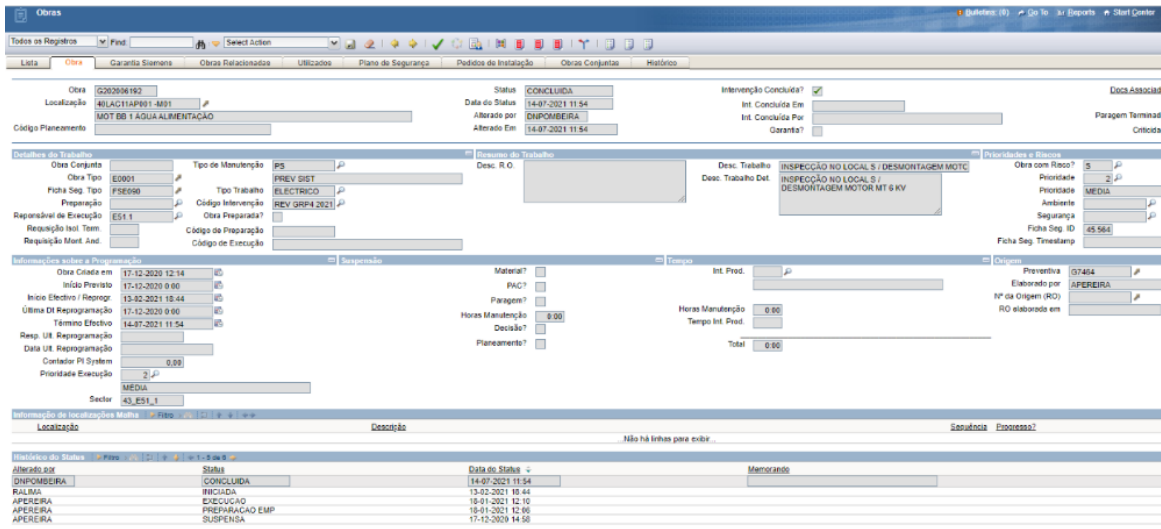 Obras
Bulletins: (0) Go To Reports Start Center
Todos os Registros Find Select Action
Lista Obra Garantia Siemens Obras Relacionadas Utilizados Plano de Segurança Pedidos de Instalação Obras Conjuntas Histórico
Obra G202006192 Status CONCLUIDA Intervenção Concluída? Docs Associad
Localização 40LAC11AP001 -M01 Data do Status 14-07-2021 11:54 Int. Concluída Em
MOT BB 1 AGUA ALIMENTAÇÃO Alterado por DNPOMBEIRA Int. Concluída Por Paragem Terminad
Código Planeamento Alterado Em 14-07-2021 11:54 Garantia? Criticida
Detalhes do Trabalho Resumo do Trabalho Prioridades e Riscos
Obra Conjunta Tipo de Manutenção PS Desc. R.O. Desc. Trabalho INSPECÇÃO NO LOCAL S / DESMONTAGEM MOTC Obra com Risco? S
Obra Tipo E0001 PREV SIST Desc. Trabalho Det. INSPECÇÃO NO LOCAL S / Prioridade 2
DESMONTAGEM MOTOR MT 6 KV
Ficha Seg. Tipo FSE090 Tipo Trabalho ELECTRICO Prioridade MEDIA
Preparação Código Intervenção REV GRP4 2021 Ambiente
Reponsável de Execução E51.1 Obra Preparada? Segurança
Requisição Isol. Term. Código de Preparação Ficha Seg. ID 45.564
Requisição Mont. And. Código de Execução Ficha Seg. Timestamp
Informações sobre a Programação Suspensão Tempo Origem
Obra Criada em 17-12-2020 12:14 Material? Int. Prod. Preventiva G7464
Início Previsto 17-12-2020 0:00 PAC? Elaborado por APEREIRA
Início Efectivo / Reprogr. 13-02-2021 18:44 Paragem? Nº da Origem (RO)
Última Dt Reprogramação 17-12-2020 0:00 Horas Manutenção 0:00 Horas Manutenção 0:00 RO elaborada em
Término Efectivo 14-07-2021 11:54 Decisão? Tempo Int. Prod.
Resp. Ult. Reprogramação Planeamento?
Data Ult. Reprogramação Total 0:00
Contador PI System 0,00
Prioridade Execução 2
MEDIA
Sector 43_E51_1
Informação de localizações Malha Filtro
Localização Descrição Sequência Progresso?
...Não há linhas para exibir...
Histórico do Status Filtro
Alterado por Status Data do Status Memorando
DNPOMBEIRA CONCLUIDA 14-07-2021 11:54
RALIMA INICIADA 13-02-2021 18:44
APEREIRA EXECUCAO 18-01-2021 12:10
APEREIRA PREPARACAO EMP 18-01-2021 12:06
APEREIRA SUSPENSA 17-12-2020 14:58